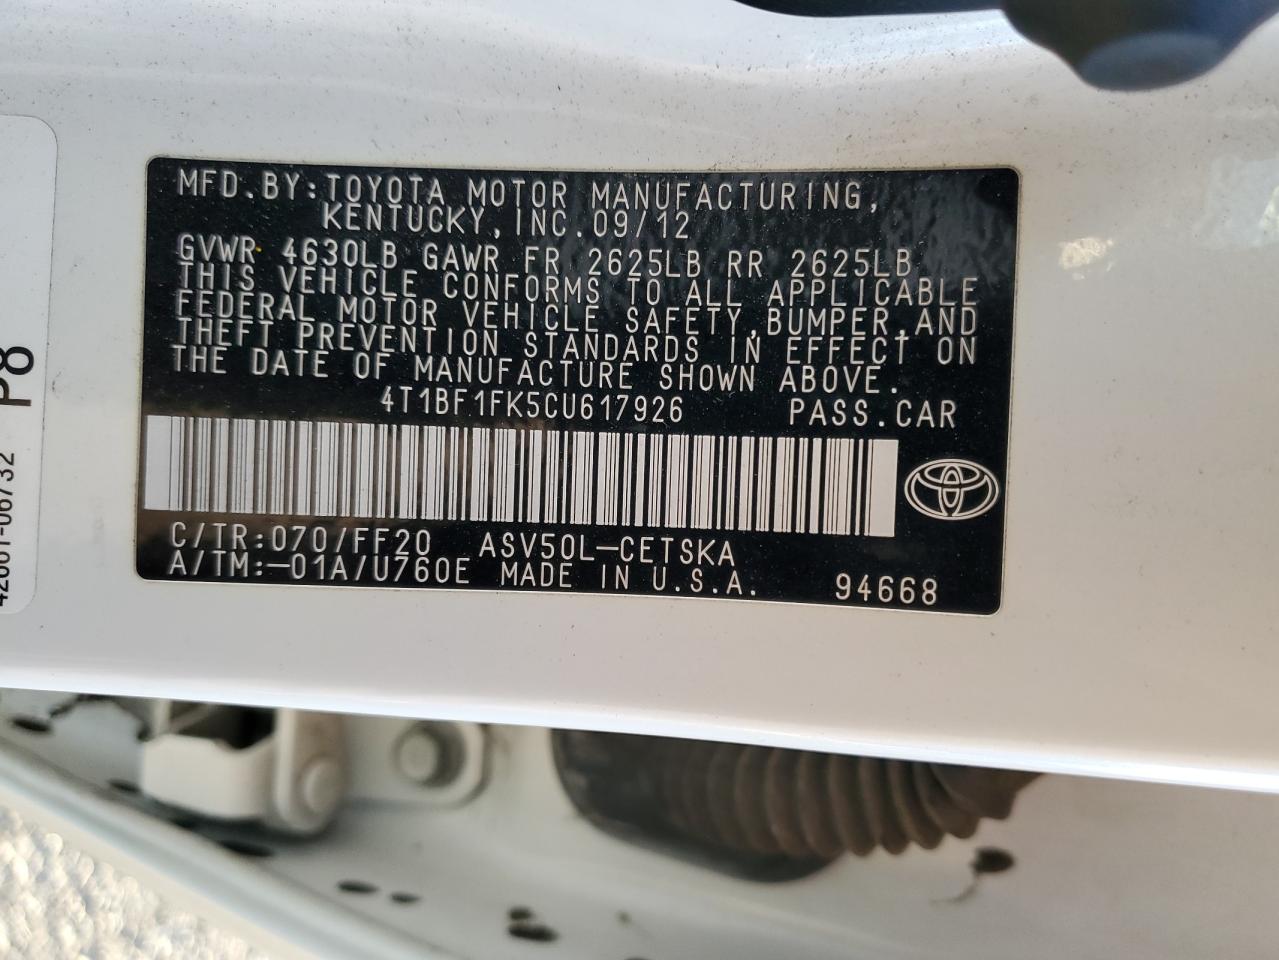 MFD.BY:TOYOTA MOTOR MANUFACTURING,
KENTUCKY, INC. 09/12
GVWR 4630LB GAWR FR 2625LB RR 2625LB
THIS VEHICLE CONFORMS TO ALL APPLICABLE
FEDERAL MOTOR VEHICLE SAFETY,BUMPER,AND
THEFT PREVENTION STANDARDS IN EFFECT ON
THE DATE OF MANUFACTURE SHOWN ABOVE.
4T1BF1FK5CU617926 PASS.CAR
C/TR:070/FF20 ASV50L-CETSKA
A/TM:-01A/U760E MADE IN U.S.A. 94668
P8